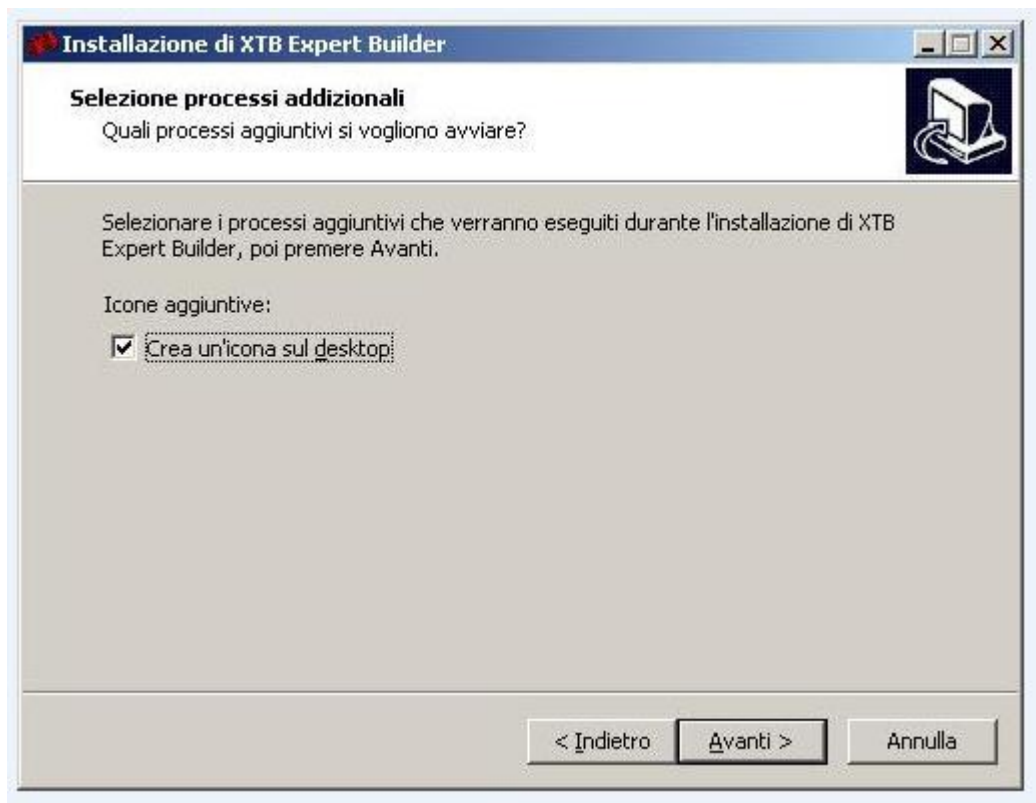 Installazione di XTB Expert Builder
Selezione processi addizionali
Quali processi aggiuntivi si vogliono avviare?
Selezionare i processi aggiuntivi che verranno eseguiti durante l'installazione di XTB
Expert Builder, poi premere Avanti.
Icone aggiuntive:
Crea un'icona sul desktop
< Indietro
Avanti >
Annulla